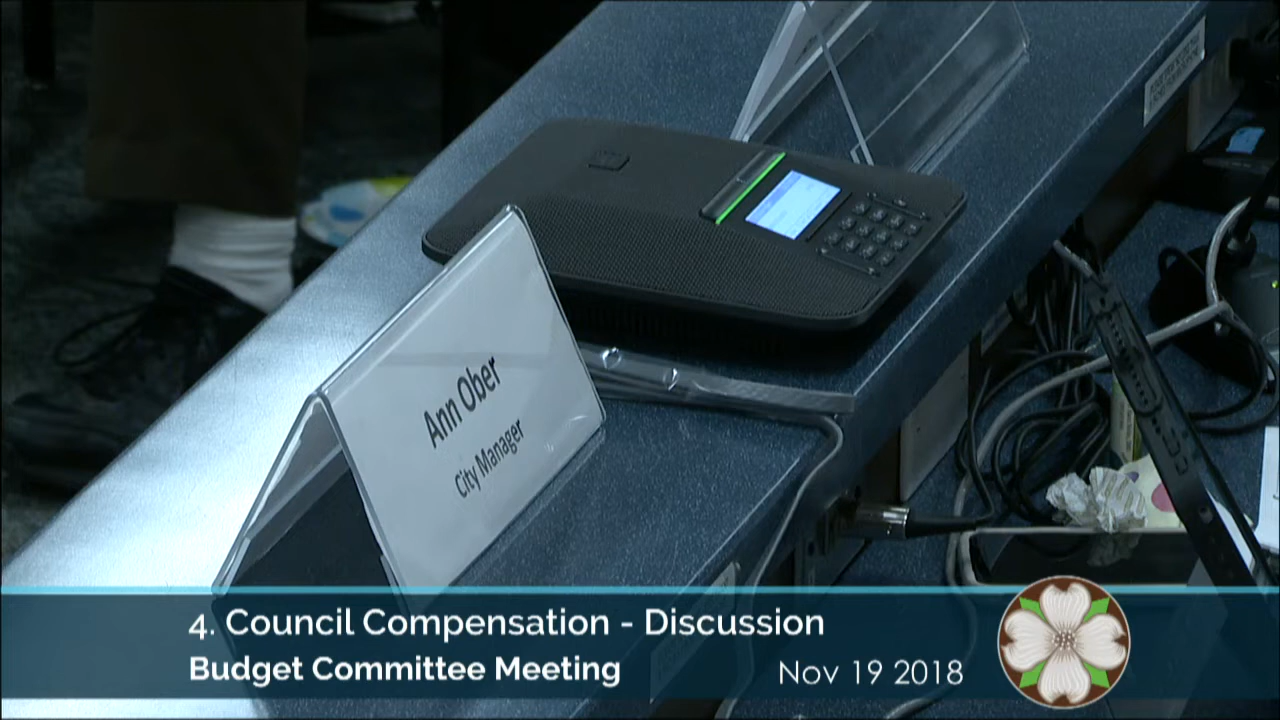 Ann Ober
City Manager
4. Council Compensation - Discussion
Budget Committee Meeting
Nov 19 2018